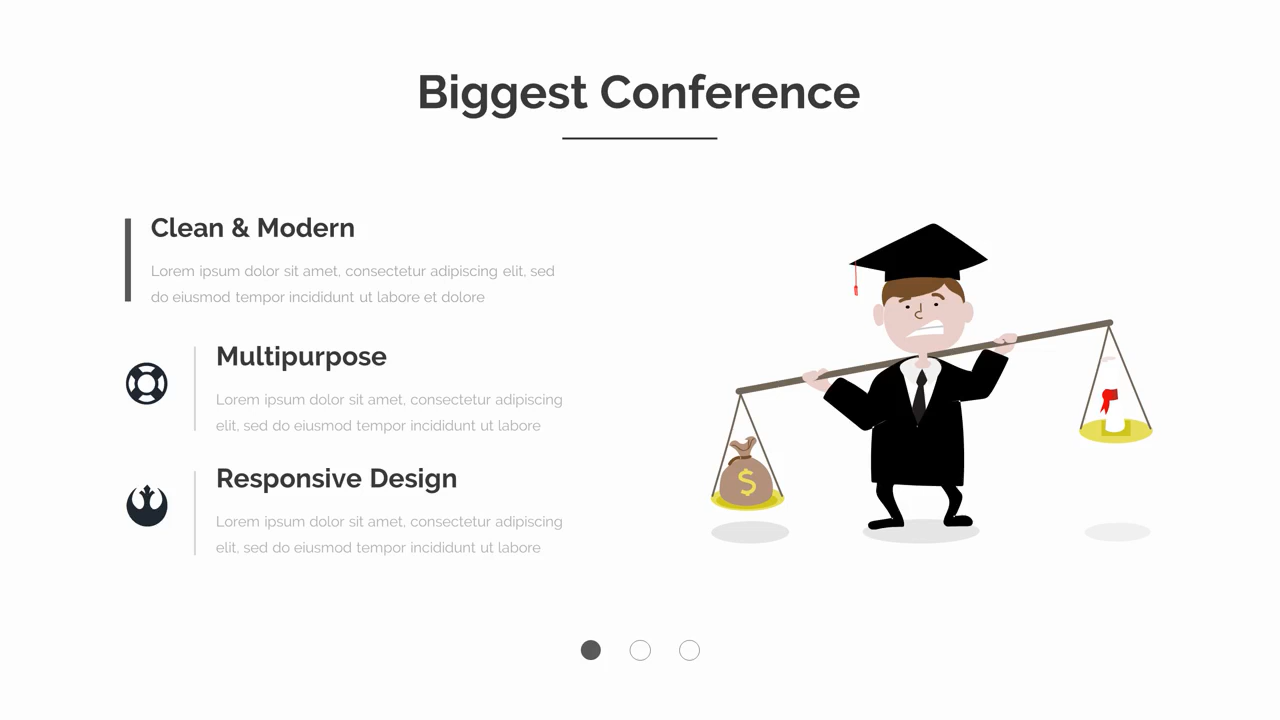 Biggest Conference
Clean & Modern
Lorem ipsum dolor sit amet, consectetur adipiscing elit, sed
do eiusmod tempor incididunt ut labore et dolore
Multipurpose
Lorem ipsum dolor sit amet, consectetur adipiscing
elit, sed do eiusmod tempor incididunt ut labore
Responsive Design
Lorem ipsum dolor sit amet, consectetur adipiscing
elit, sed do eiusmod tempor incididunt ut labore
$